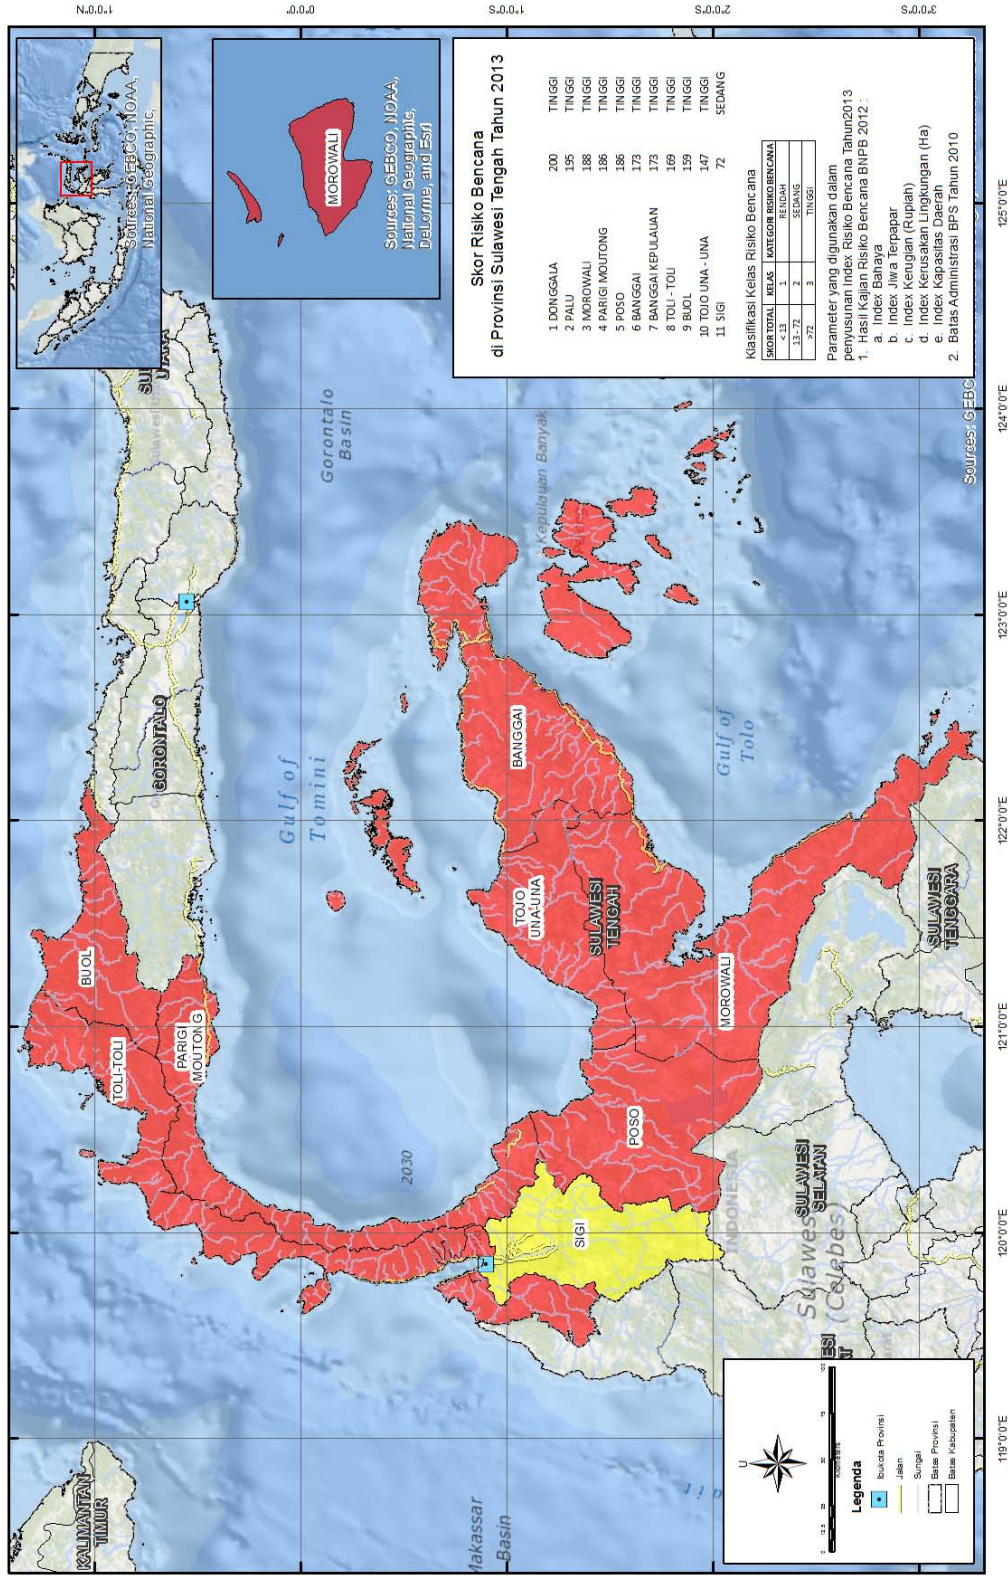 Skor Risiko Bencana
di Provinsi Sulawesi Tengah Tahun 2013
1 DONGGALA 200 TINGGI
2 PALU 195 TINGGI
3 MOROWALI 188 TINGGI
4 PARIGI MOUTONG 186 TINGGI
5 POSO 186 TINGGI
6 BANGGAI 173 TINGGI
7 BANGGAI KEPULAUAN 173 TINGGI
8 TOLI - TOLI 169 TINGGI
9 BUOL 159 TINGGI
10 TOJO UNA - UNA 147 TINGGI
11 SIGI 72 SEDANG
Klasifikasi Kelas Risiko Bencana
SKOR TOTAL KELAS KATEGORI RISIKO BENCANA
< 13 1 RENDAH
13 - 72 2 SEDANG
>72 3 TINGGI
Parameter yang digunakan dalam
penyusunan Index Risiko Bencana Tahun2013
1. Hasil Kajian Risiko Bencana BNPB 2012 :
a. Index Bahaya
b. Index Jiwa Terpapar
c. Index Kerugian (Rupiah)
d. Index Kerusakan Lingkungan (Ha)
e. Index Kapasitas Daerah
2. Batas Administrasi BPS Tahun 2010
Sources: GEBCO, NOAA,
National Geographic,
MOROWALI
Sources: GEBCO, NOAA,
National Geographic,
DeLorme, and Esri
Sources: GEBC
KALIMANTAN
TIMUR
Makassar
Basin
TOLI-TOLI
BUOL
PARIGI
MOUTONG
GORONTALO
Gorontalo
Basin
Gulf of
Tomini
2030
Kepulauan Banyak
BANGGAI
TOJO
UNA-UNA
SULAWESI
TENGAH
Gulf of
Tolo
MOROWALI
POSO
SIGI
SULAWESI
SELATAN
Sulawesi
(Celebes)
SULAWESI
TENGGARA
U
0 12.5 25 50 75 100
Kilometers
Legenda
Ibukota Provinsi
Jalan
Sungai
Batas Provinsi
Batas Kabupaten
119°0'0"E
120°0'0"E
121°0'0"E
122°0'0"E
123°0'0"E
124°0'0"E
125°0'0"E
1°0'0"N
0°0'0"
1°0'0"S
2°0'0"S
3°0'0"S